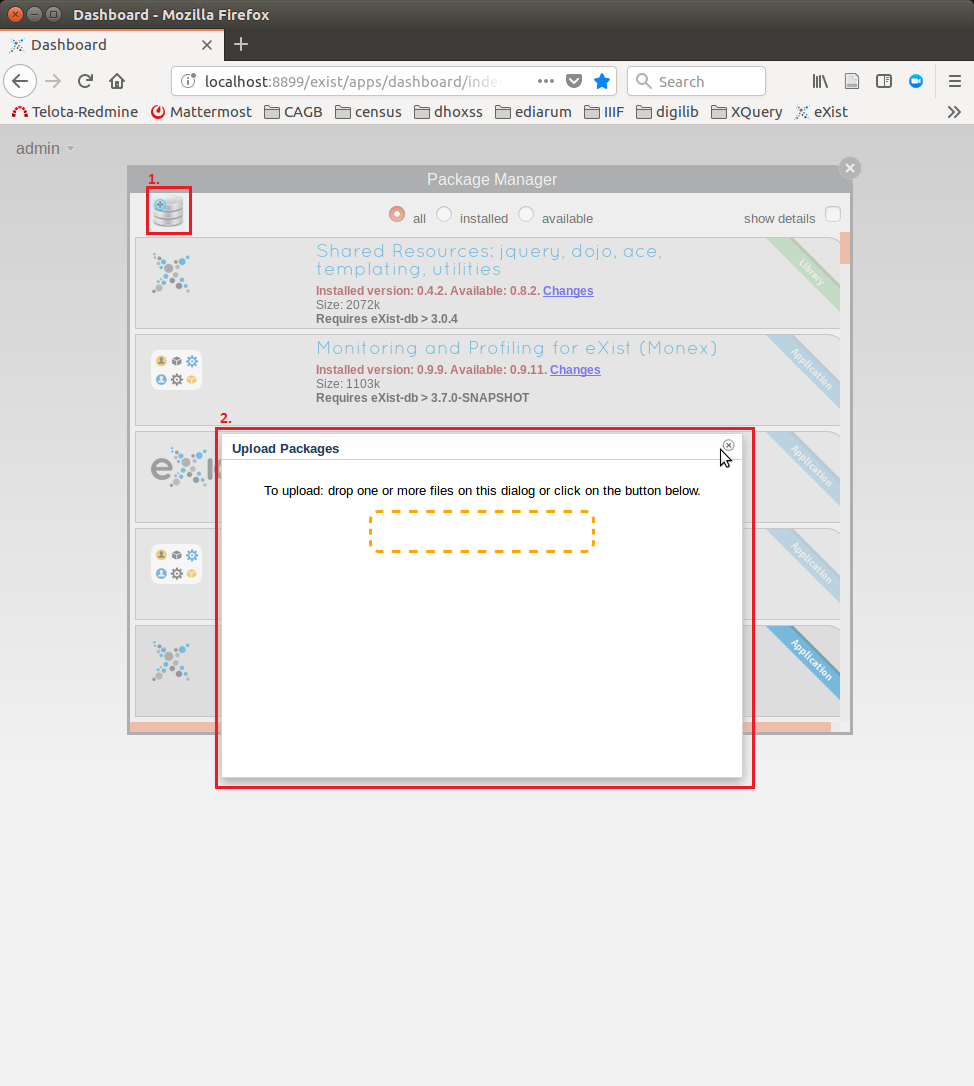 Dashboard - Mozilla Firefox
Dashboard
localhost:8899/exist/apps/dashboard/inde
Search
Telota-Redmine Mattermost CAGB census dhoxss ediarum IIIF digilib XQuery eXist
admin
Package Manager
1.
all installed available show details
Shared Resources: jquery, dojo, ace,
templating, utilities
Installed version: 0.4.2. Available: 0.8.2. Changes
Size: 2072k
Requires eXist-db > 3.0.4
Library
Monitoring and Profiling for eXist (Monex)
Installed version: 0.9.9. Available: 0.9.11. Changes
Size: 1103k
Requires eXist-db > 3.7.0-SNAPSHOT
Application
2.
Upload Packages
To upload: drop one or more files on this dialog or click on the button below.
Application
Application
Application